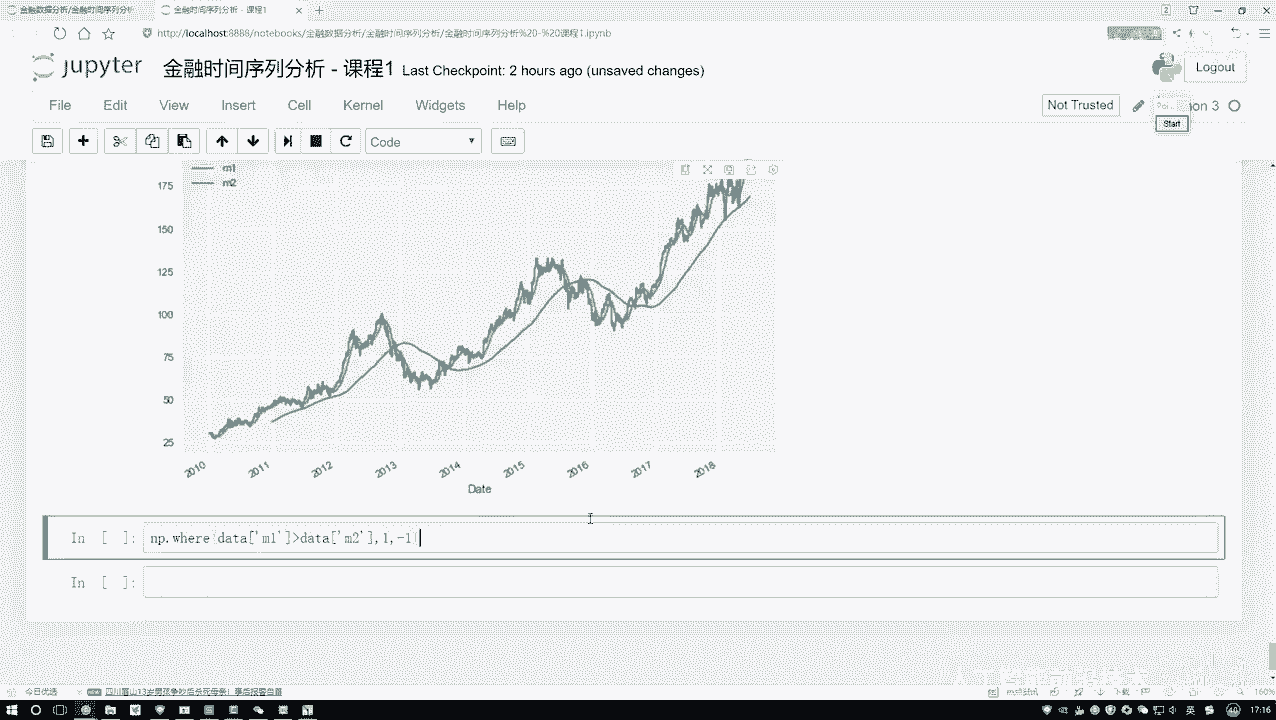 金融数据分析/金融时间序列分析
金融时间序列分析 - 课程1
http://localhost:8888/notebooks/金融数据分析/金融时间序列分析/金融时间序列分析%20-%20课程1.ipynb
jupyter 金融时间序列分析 - 课程1 Last Checkpoint: 2 hours ago (unsaved changes)
Logout
File Edit View Insert Cell Kernel Widgets Help
Not Trusted
Start
Code
m1
m2
175
150
125
100
75
50
25
2010 2011 2012 2013 2014 2015 2016 2017 2018
Date
In [ ]: np.where(data['m1']>data['m2'],1,-1)
In [ ]:
今日优选
160%
17:16